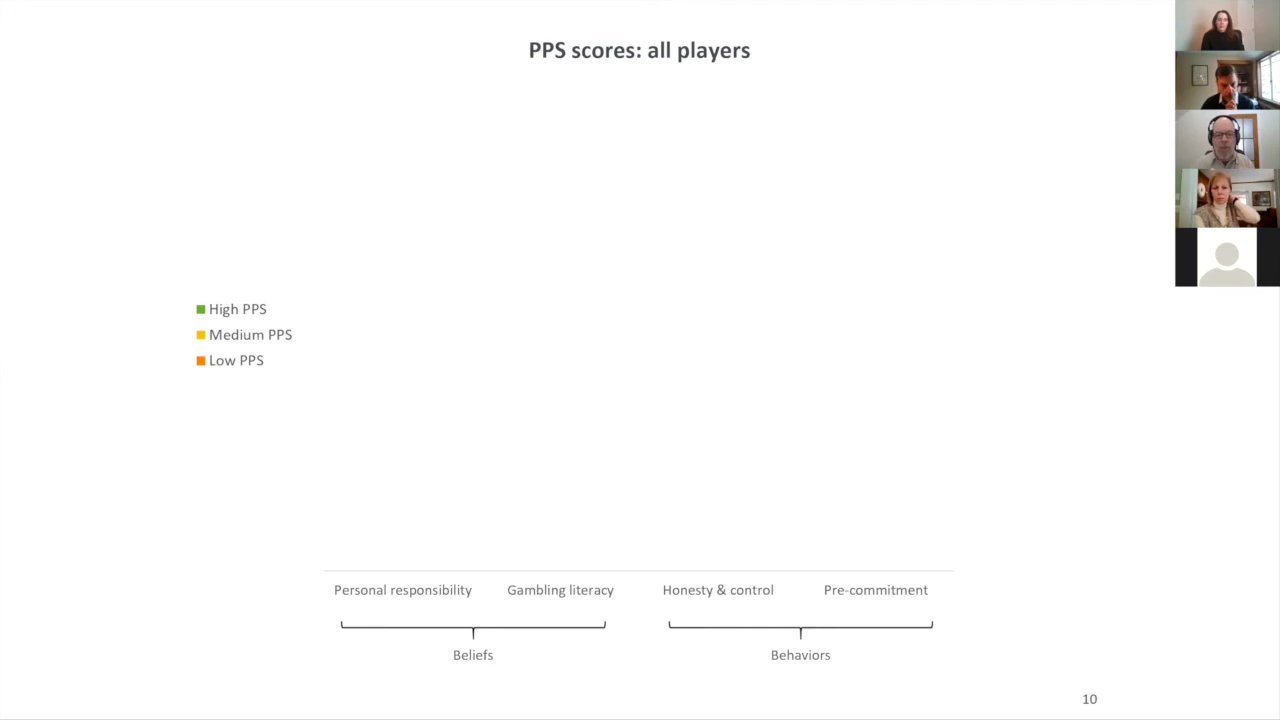 PPS scores: all players
High PPS
Medium PPS
Low PPS
Personal responsibility Gambling literacy Honesty & control Pre-commitment
Beliefs Behaviors
10